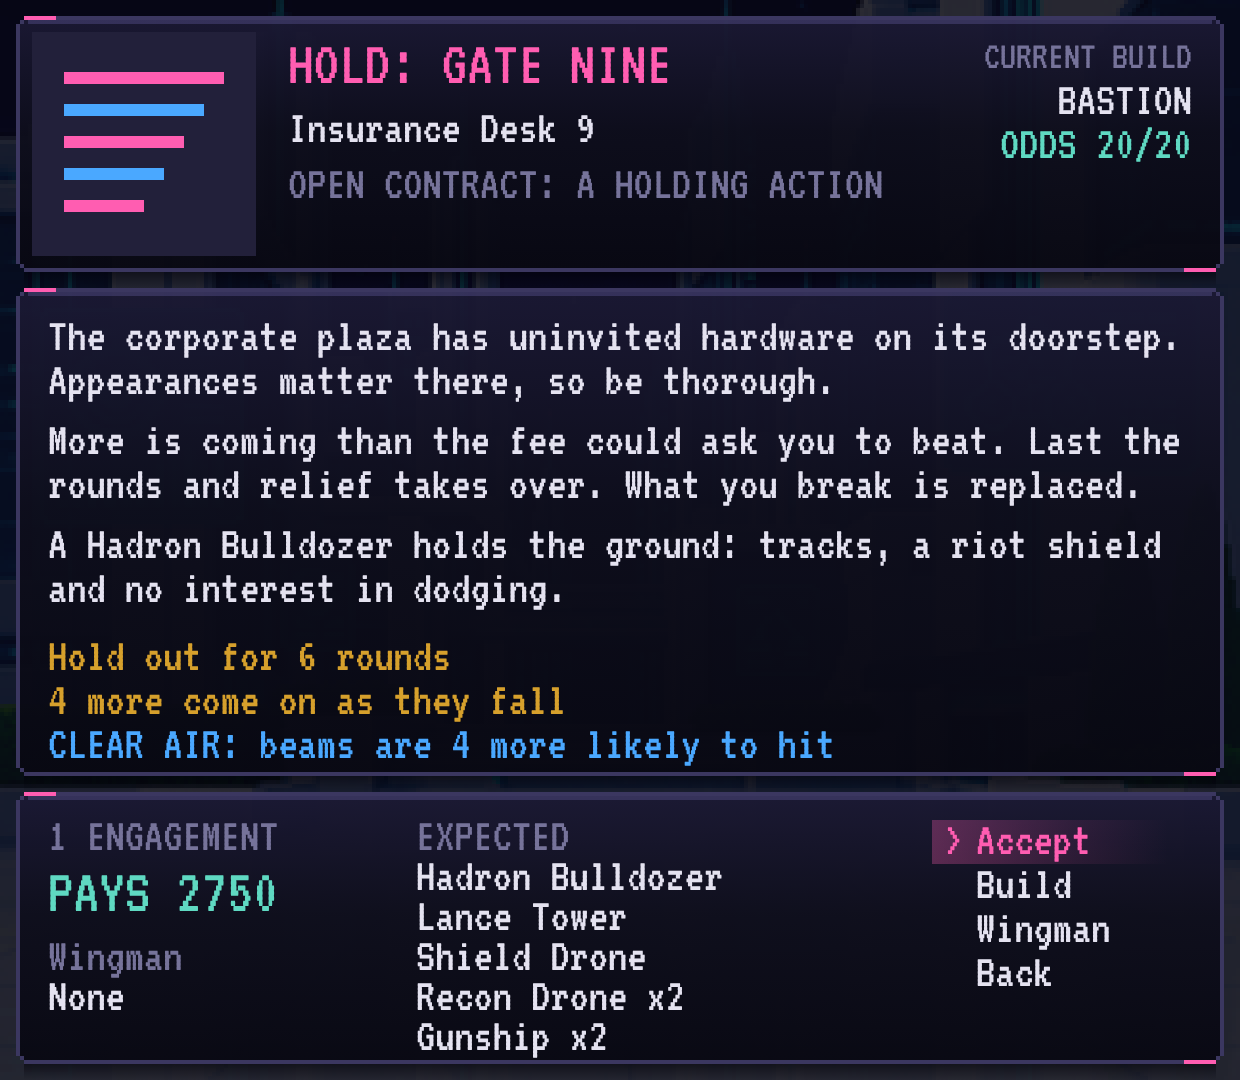 HOLD: GATE NINE
Insurance Desk 9
OPEN CONTRACT: A HOLDING ACTION
CURRENT BUILD
BASTION
ODDS 20/20
The corporate plaza has uninvited hardware on its doorstep.
Appearances matter there, so be thorough.
More is coming than the fee could ask you to beat. Last the
rounds and relief takes over. What you break is replaced.
A Hadron Bulldozer holds the ground: tracks, a riot shield
and no interest in dodging.
Hold out for 6 rounds
4 more come on as they fall
CLEAR AIR: beams are 4 more likely to hit
1 ENGAGEMENT
PAYS 2750
Wingman
None
EXPECTED
Hadron Bulldozer
Lance Tower
Shield Drone
Recon Drone x2
Gunship x2
> Accept
Build
Wingman
Back